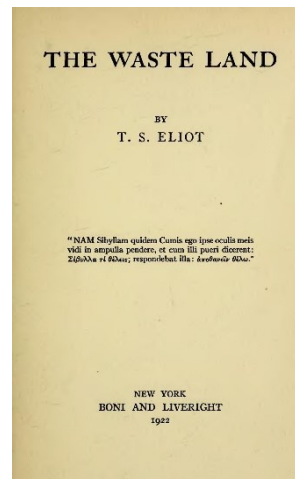 THE WASTE LAND
BY
T. S. ELIOT
"NAM Sibyllam quidem Cumis ego ipse oculis meis
vidi in ampulla pendere, et cum illi pueri dicerent:
Σίβυλλα τί θέλεις; respondebat illa: ἀποθανεῖν θέλω."
NEW YORK
BONI AND LIVERIGHT
1922